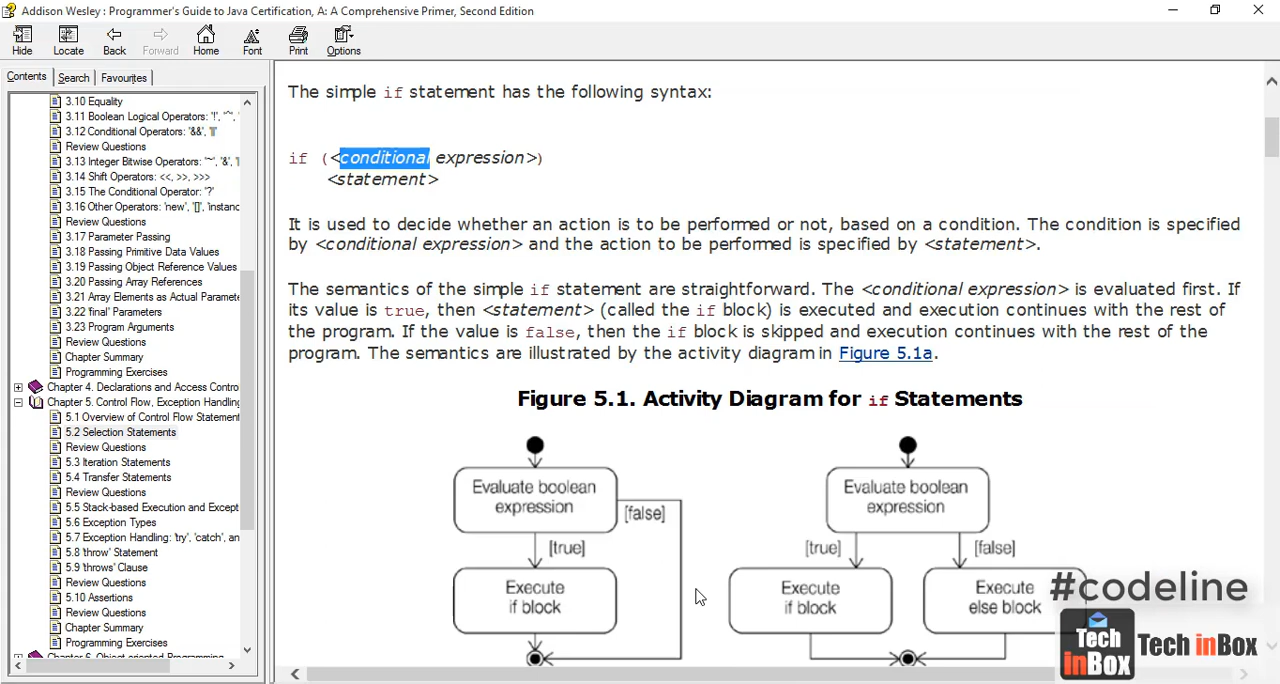 Addison Wesley : Programmer's Guide to Java Certification, A: A Comprehensive Primer, Second Edition
Hide Locate Back Forward Home Font Print Options
Contents Search Favourites
3.10 Equality
3.11 Boolean Logical Operators: '!', '^',
3.12 Conditional Operators: '&&', '||'
Review Questions
3.13 Integer Bitwise Operators: '~', '&', '|
3.14 Shift Operators: <<, >>, >>>
3.15 The Conditional Operator: '?'
3.16 Other Operators: 'new', '[]', 'instanc
Review Questions
3.17 Parameter Passing
3.18 Passing Primitive Data Values
3.19 Passing Object Reference Values
3.20 Passing Array References
3.21 Array Elements as Actual Paramete
3.22 'final' Parameters
3.23 Program Arguments
Review Questions
Chapter Summary
Programming Exercises
Chapter 4. Declarations and Access Contro
Chapter 5. Control Flow, Exception Handling
5.1 Overview of Control Flow Statement
5.2 Selection Statements
Review Questions
5.3 Iteration Statements
5.4 Transfer Statements
Review Questions
5.5 Stack-based Execution and Except
5.6 Exception Types
5.7 Exception Handling: 'try', 'catch', an
5.8 'throw' Statement
5.9 'throws' Clause
Review Questions
5.10 Assertions
Review Questions
Chapter Summary
Programming Exercises
Chapter 6. Object-oriented Programming
The simple if statement has the following syntax:
if (<conditional expression>)
<statement>
It is used to decide whether an action is to be performed or not, based on a condition. The condition is specified
by <conditional expression> and the action to be performed is specified by <statement>.
The semantics of the simple if statement are straightforward. The <conditional expression> is evaluated first. If
its value is true, then <statement> (called the if block) is executed and execution continues with the rest of
the program. If the value is false, then the if block is skipped and execution continues with the rest of the
program. The semantics are illustrated by the activity diagram in Figure 5.1a.
Figure 5.1. Activity Diagram for if Statements
Evaluate boolean
expression
[false]
[true]
Execute
if block
Evaluate boolean
expression
[true] [false]
Execute
if block
Execute
else block
#codeline
Tech
inBox
Tech inBox